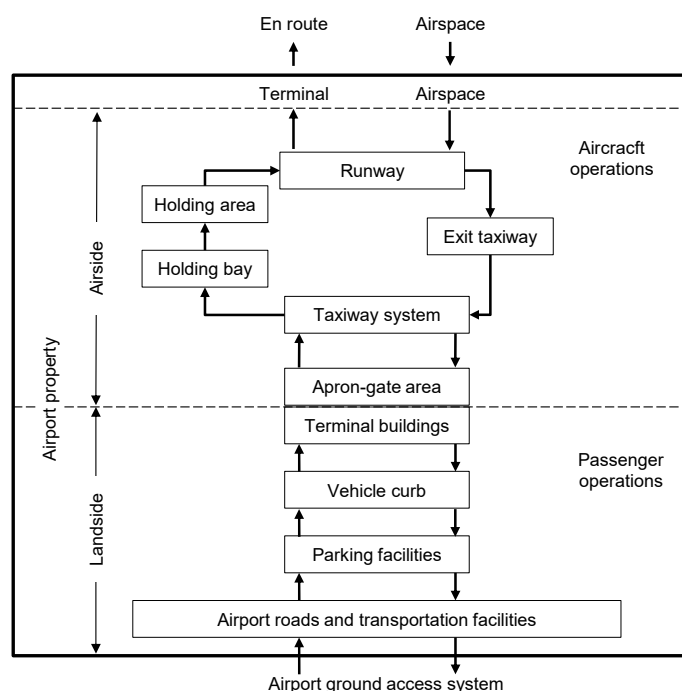 En route
Airspace
Terminal
Airspace
Aircracft
operations
Runway
Holding area
Exit taxiway
Holding bay
Airside
Taxiway system
Apron-gate area
Airport property
Terminal buildings
Passenger
operations
Vehicle curb
Landside
Parking facilities
Airport roads and transportation facilities
Airport ground access system